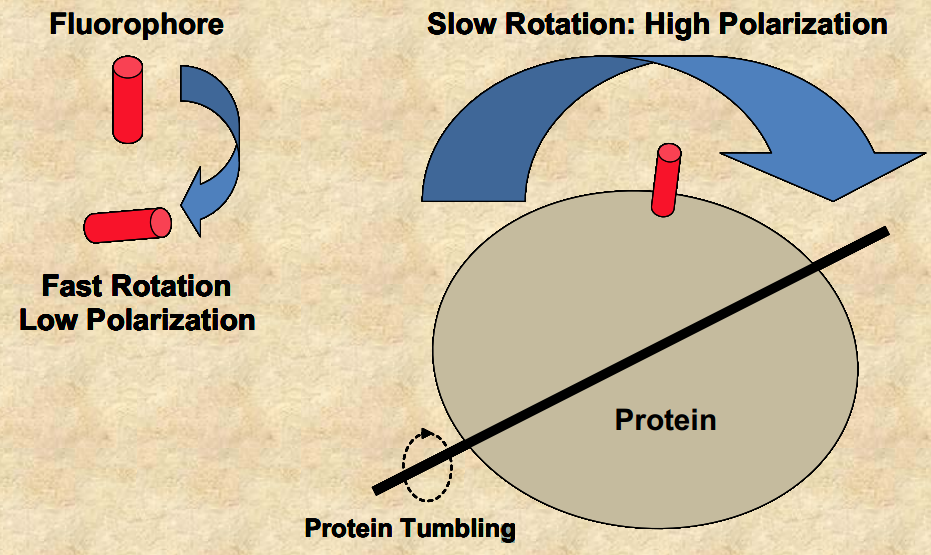 Fluorophore
Slow Rotation: High Polarization
Fast Rotation
Low Polarization
Protein
Protein Tumbling